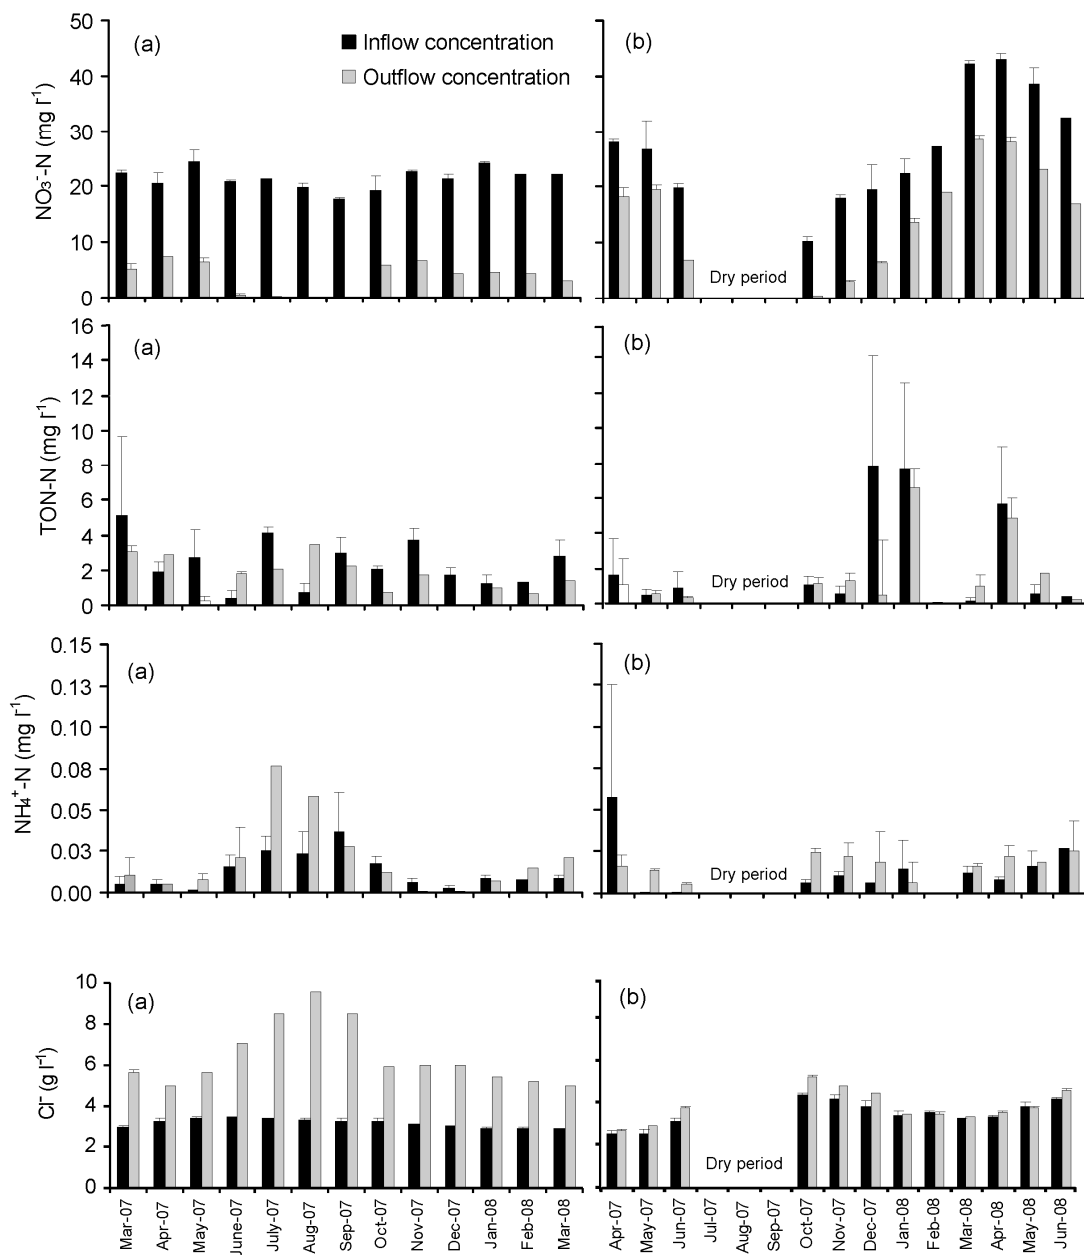 50
40
30
20
10
0
NO₃⁻-N (mg l⁻¹)
(a)
Inflow concentration
Outflow concentration
(b)
Dry period
16
14
12
10
8
6
4
2
0
TON-N (mg l⁻¹)
(a)
(b)
Dry period
0.15
0.13
0.10
0.08
0.05
0.03
0.00
NH₄⁺-N (mg l⁻¹)
(a)
(b)
Dry period
10
8
6
4
2
0
Cl⁻ (g l⁻¹)
(a)
(b)
Dry period
Mar-07
Apr-07
May-07
June-07
July-07
Aug-07
Sep-07
Oct-07
Nov-07
Dec-07
Jan-08
Feb-08
Mar-08
Apr-07
May-07
Jun-07
Jul-07
Aug-07
Sep-07
Oct-07
Nov-07
Dec-07
Jan-08
Feb-08
Mar-08
Apr-08
May-08
Jun-08